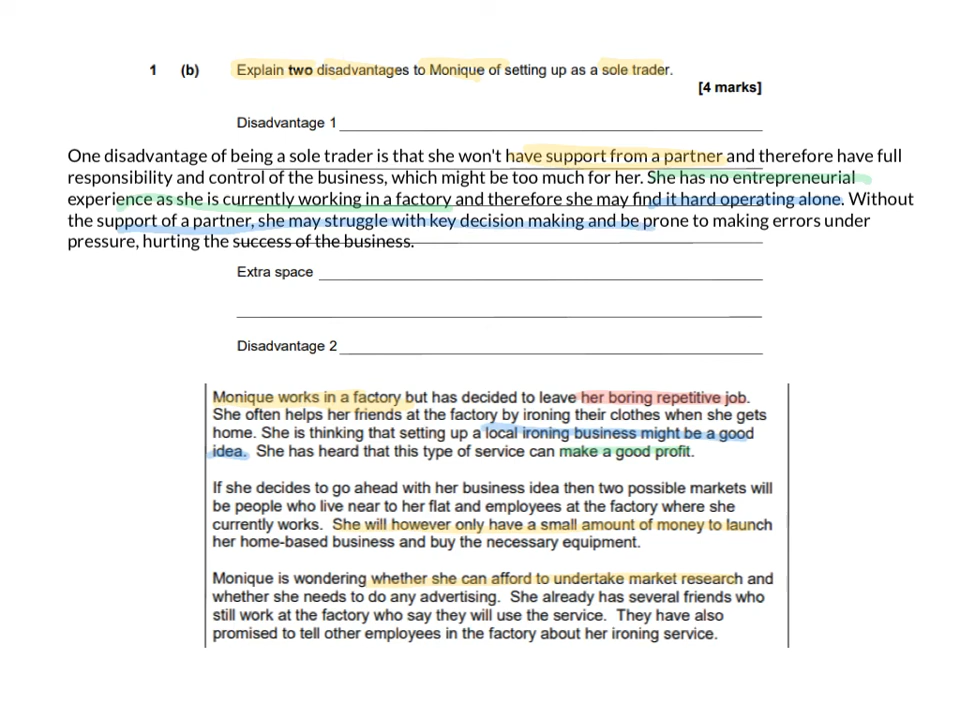 1 (b) Explain two disadvantages to Monique of setting up as a sole trader.
[4 marks]
Disadvantage 1
One disadvantage of being a sole trader is that she won't have support from a partner and therefore have full
responsibility and control of the business, which might be too much for her. She has no entrepreneurial
experience as she is currently working in a factory and therefore she may find it hard operating alone. Without
the support of a partner, she may struggle with key decision making and be prone to making errors under
pressure, hurting the success of the business.
Extra space
Disadvantage 2
Monique works in a factory but has decided to leave her boring repetitive job.
She often helps her friends at the factory by ironing their clothes when she gets
home. She is thinking that setting up a local ironing business might be a good
idea. She has heard that this type of service can make a good profit.
If she decides to go ahead with her business idea then two possible markets will
be people who live near to her flat and employees at the factory where she
currently works. She will however only have a small amount of money to launch
her home-based business and buy the necessary equipment.
Monique is wondering whether she can afford to undertake market research and
whether she needs to do any advertising. She already has several friends who
still work at the factory who say they will use the service. They have also
promised to tell other employees in the factory about her ironing service.